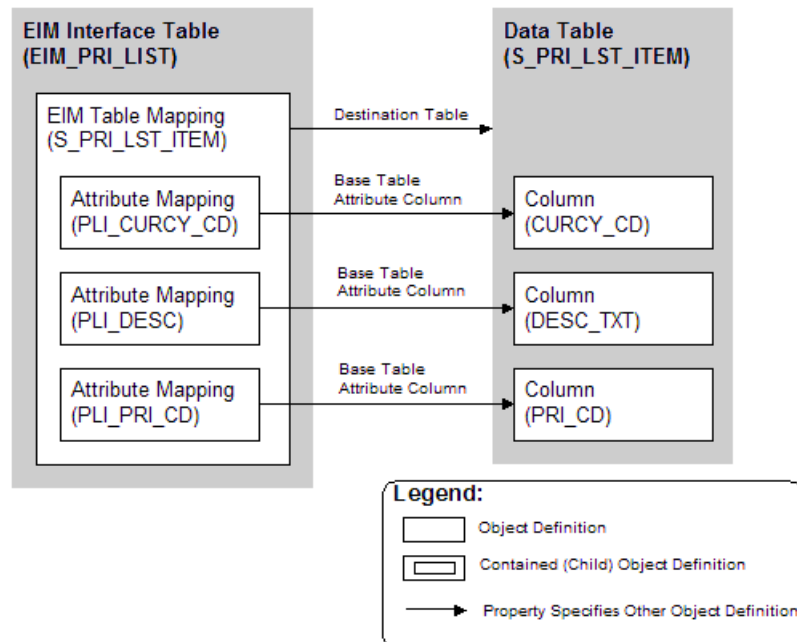 EIM Interface Table
(EIM_PRI_LIST)
Data Table
(S_PRI_LST_ITEM)
EIM Table Mapping
(S_PRI_LST_ITEM)
Destination Table
Attribute Mapping
(PLI_CURCY_CD)
Base Table
Attribute Column
Column
(CURCY_CD)
Attribute Mapping
(PLI_DESC)
Base Table
Attribute Column
Column
(DESC_TXT)
Attribute Mapping
(PLI_PRI_CD)
Base Table
Attribute Column
Column
(PRI_CD)
Legend:
Object Definition
Contained (Child) Object Definition
Property Specifies Other Object Definition